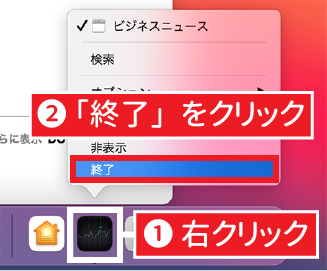 ✓ ビジネスニュース
検索
オプション
❷「終了」をクリック
らに表示
非表示
終了
❶ 右クリック